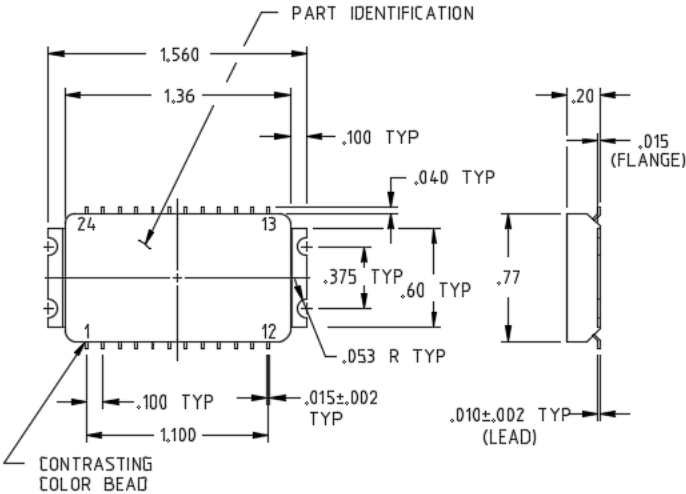 PART IDENTIFICATION
1.560
1.36
.20
.100 TYP
.015
(FLANGE)
.040 TYP
24
13
.375 TYP
.60 TYP
.77
1
12
.053 R TYP
.100 TYP
.015±.002
TYP
.010±.002 TYP
(LEAD)
1.100
CONTRASTING
COLOR BEAD